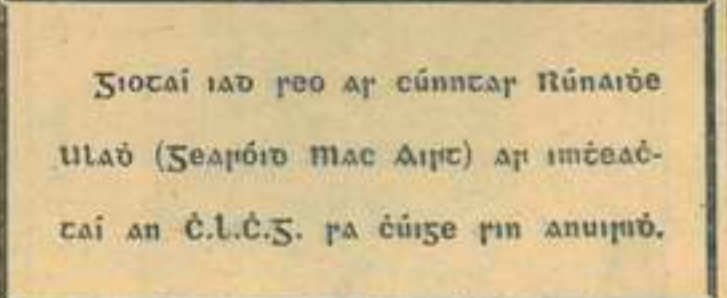 Giotaí iad seo as cúnntas Rúnaiḋe
Ulaḋ (Gearóid Mac Airt) ar imṫeaċ-
taí an Ċ.L.Ċ.G. sa ċúige sin anuiriḋ.